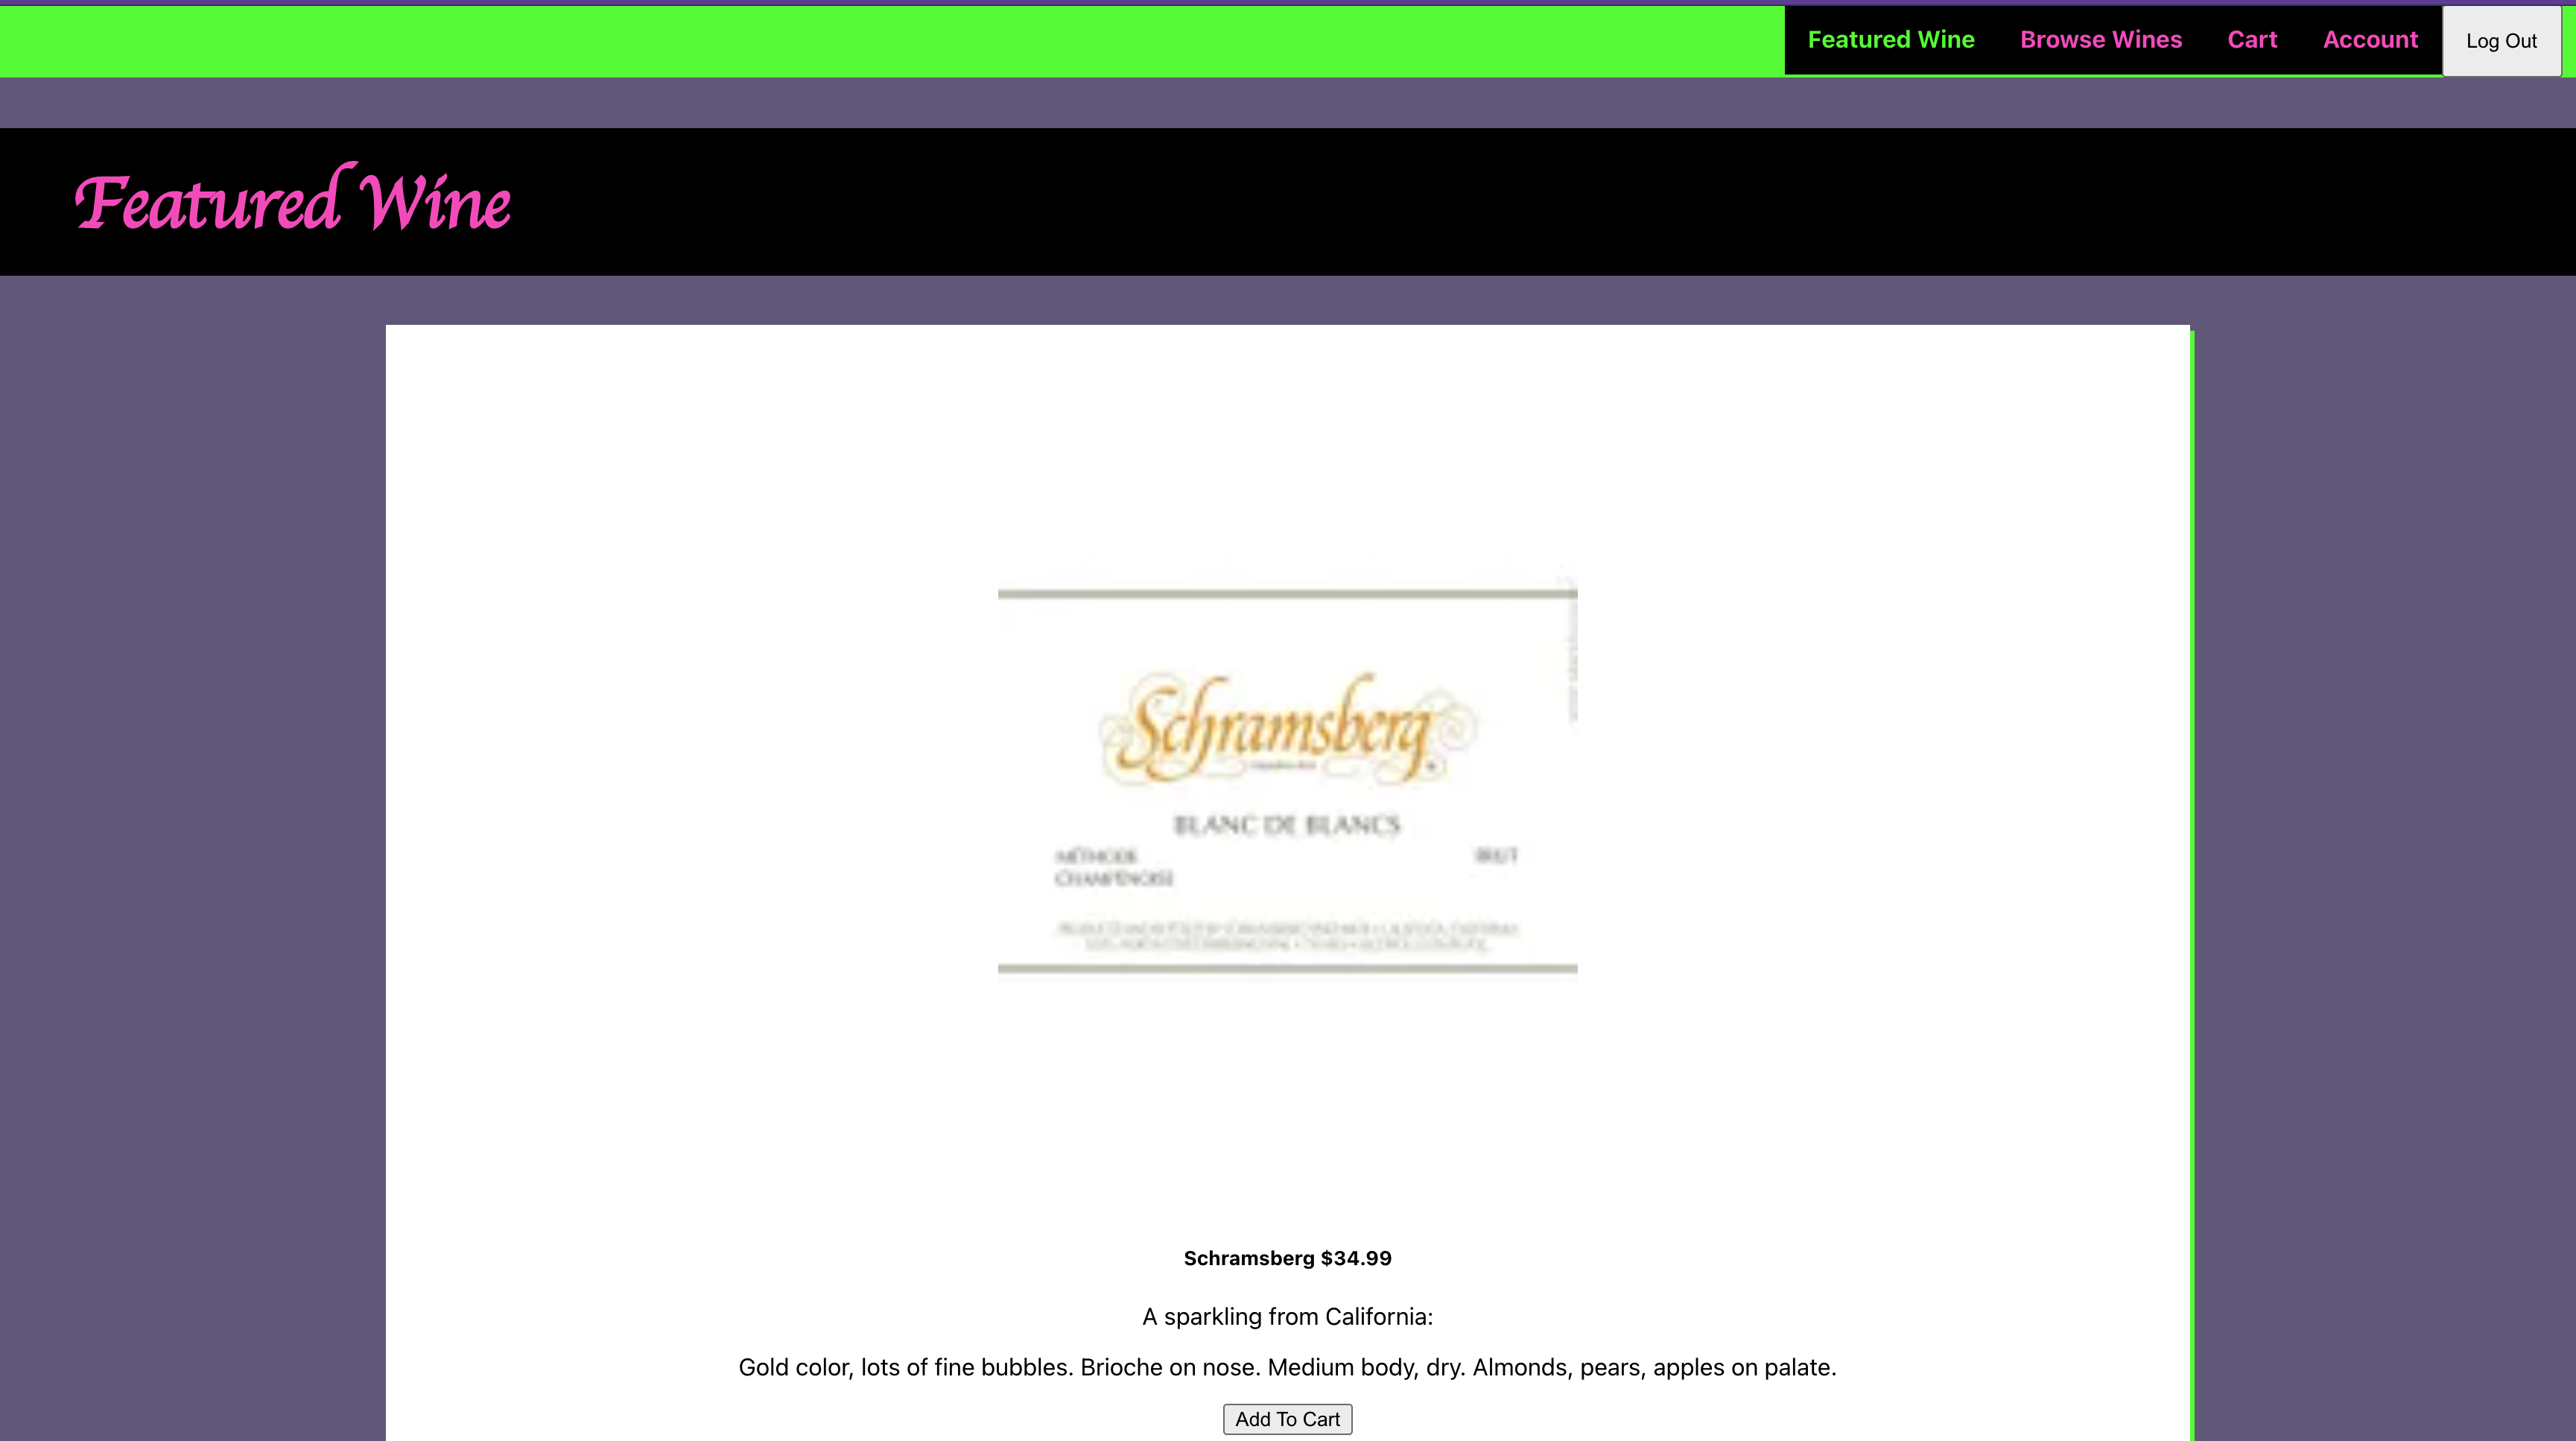 Featured Wine Browse Wines Cart Account Log Out
Featured Wine
Schramsberg
BLANC DE BLANCS
MÉTHODE BRUT
CHAMPENOISE
Schramsberg $34.99
A sparkling from California:
Gold color, lots of fine bubbles. Brioche on nose. Medium body, dry. Almonds, pears, apples on palate.
Add To Cart